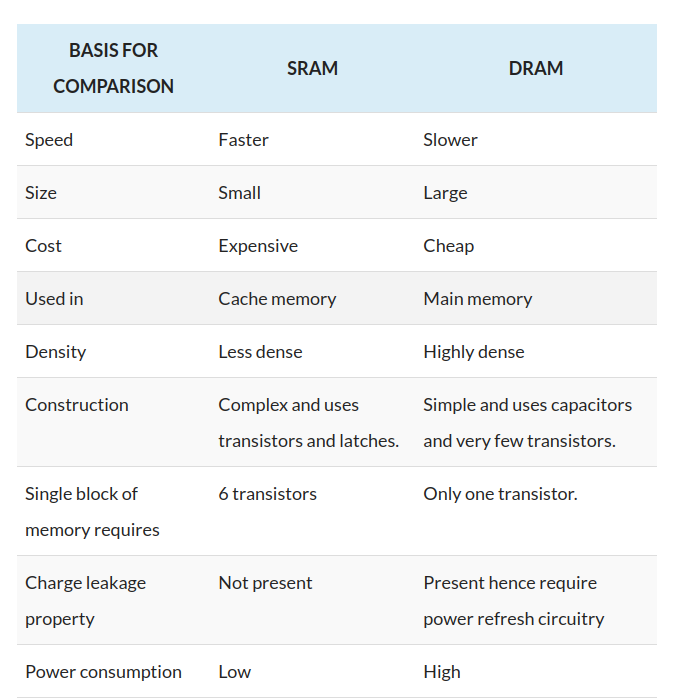 BASIS FOR COMPARISON SRAM DRAM
Speed Faster Slower
Size Small Large
Cost Expensive Cheap
Used in Cache memory Main memory
Density Less dense Highly dense
Construction Complex and uses Simple and uses capacitors
transistors and latches. and very few transistors.
Single block of 6 transistors Only one transistor.
memory requires
Charge leakage Not present Present hence require
property power refresh circuitry
Power consumption Low High